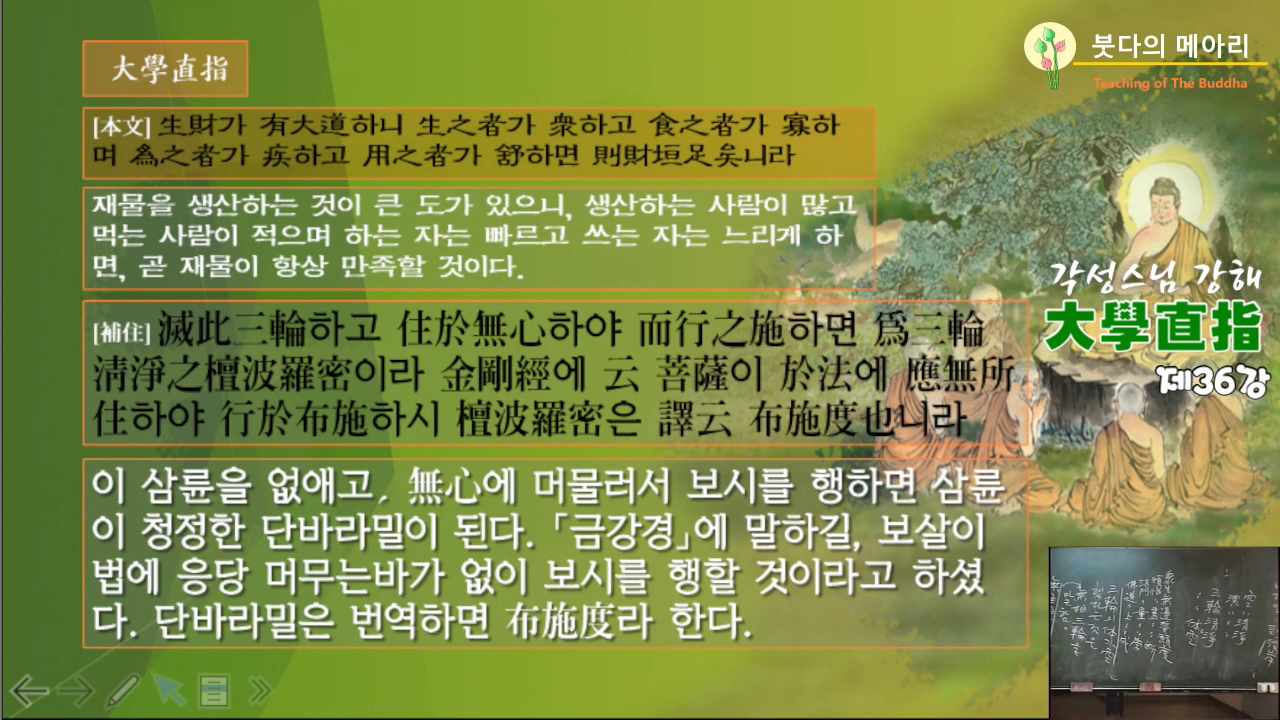 大學直指
[本文] 生財가 有大道하니 生之者가 衆하고 食之者가 寡하
며 為之者가 疾하고 用之者가 舒하면 則財垣足矣니라
재물을 생산하는 것이 큰 도가 있으니, 생산하는 사람이 많고
먹는 사람이 적으며 하는 자는 빠르고 쓰는 자는 느리게 하
면, 곧 재물이 항상 만족할 것이다.
[補住] 滅此三輪하고 住於無心하야 而行之施하면 爲三輪
淸淨之檀波羅密이라 金剛經에 云 菩薩이 於法에 應無所
住하야 行於布施하시 檀波羅密은 譯云 布施度也니라
이 삼륜을 없애고, 無心에 머물러서 보시를 행하면 삼륜
이 청정한 단바라밀이 된다. 「금강경」에 말하길, 보살이
법에 응당 머무는바가 없이 보시를 행할 것이라고 하셨
다. 단바라밀은 번역하면 布施度라 한다.
붓다의 메아리
Teaching of The Buddha
각성스님 강해
大學直指
제36강